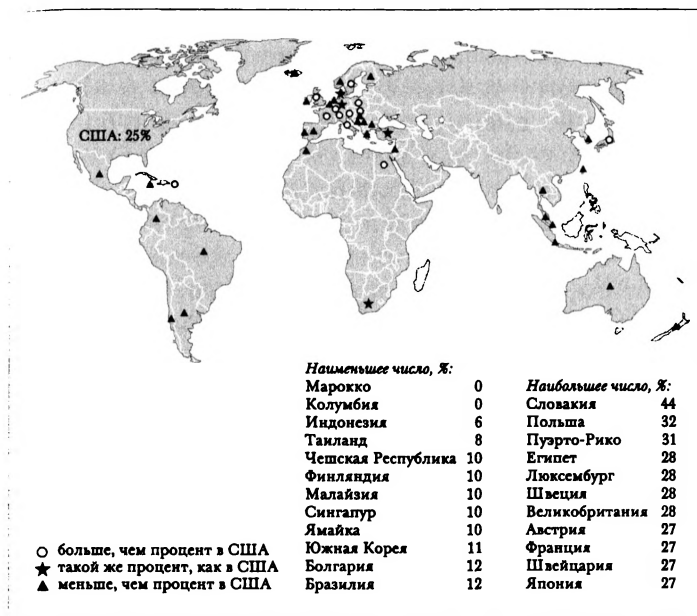 США: 25%
Наименьшее число, %:
Марокко 0
Колумбия 0
Индонезия 6
Таиланд 8
Чешская Республика 10
Финляндия 10
Малайзия 10
Сингапур 10
Ямайка 10
Южная Корея 11
Болгария 12
Бразилия 12
Наибольшее число, %:
Словакия 44
Польша 32
Пуэрто-Рико 31
Египет 28
Люксембург 28
Швеция 28
Великобритания 28
Австрия 27
Франция 27
Швейцария 27
Япония 27
больше, чем процент в США
такой же процент, как в США
меньше, чем процент в США